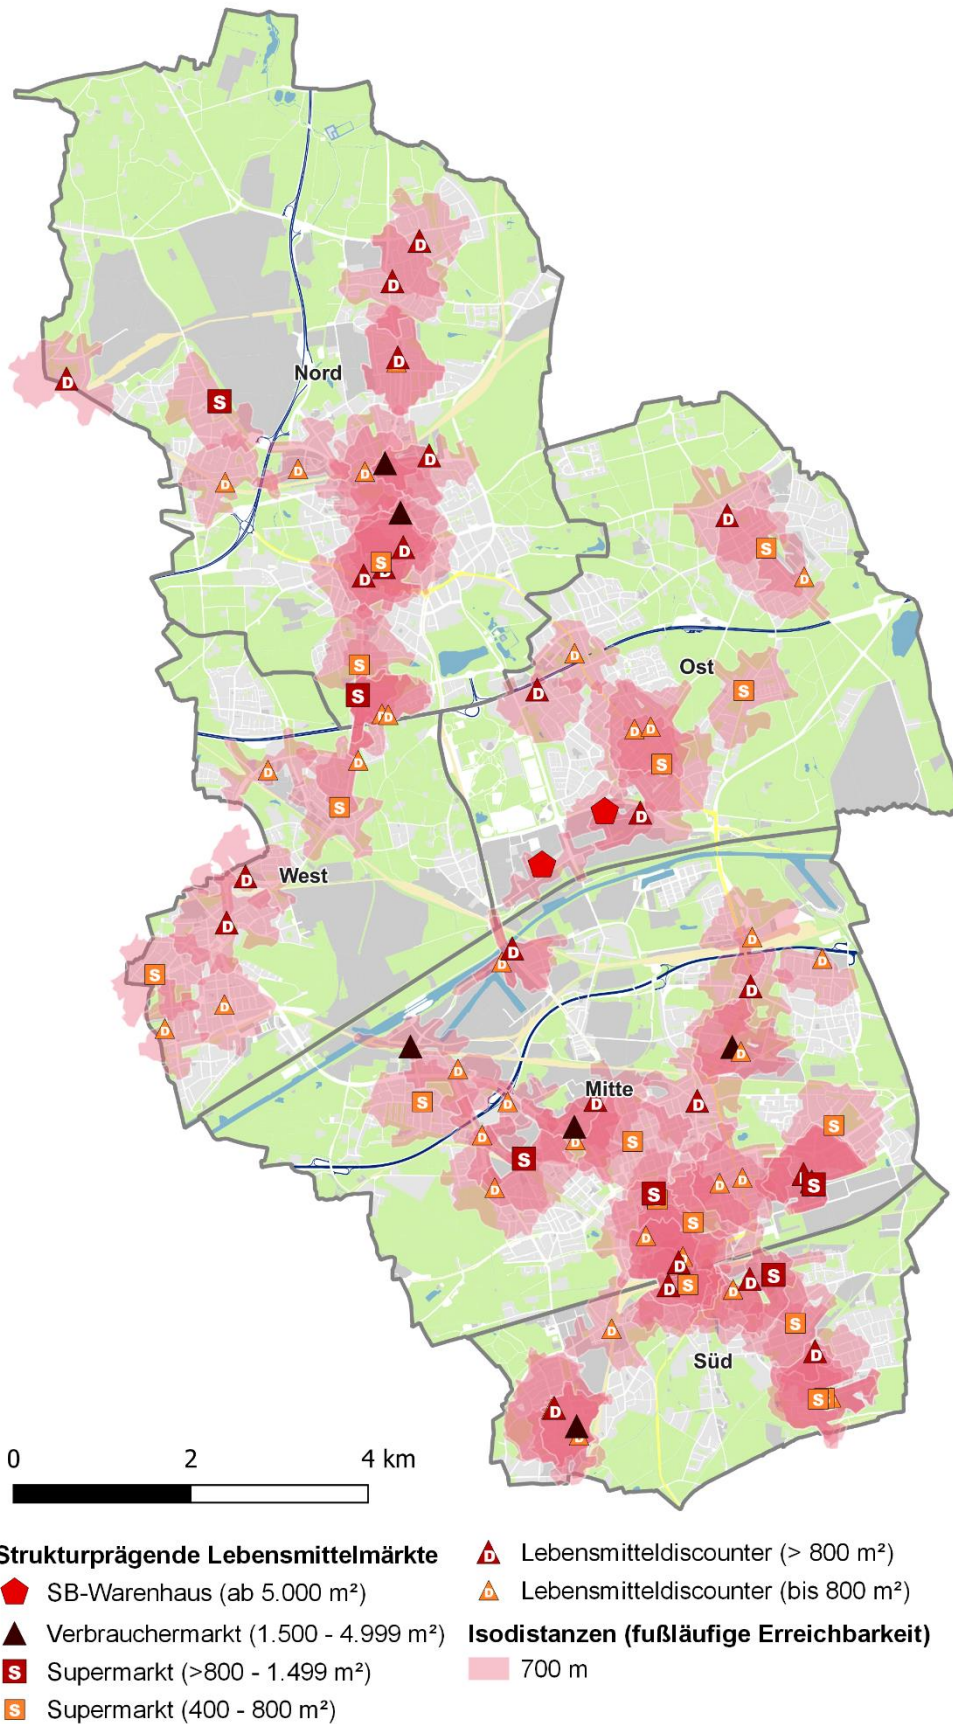 Nord
Ost
West
Mitte
Süd
0 2 4 km
Strukturprägende Lebensmittelmärkte
SB-Warenhaus (ab 5.000 m²)
Verbrauchermarkt (1.500 - 4.999 m²)
S Supermarkt (>800 - 1.499 m²)
S Supermarkt (400 - 800 m²)
D Lebensmitteldiscounter (> 800 m²)
D Lebensmitteldiscounter (bis 800 m²)
Isodistanzen (fußläufige Erreichbarkeit)
700 m